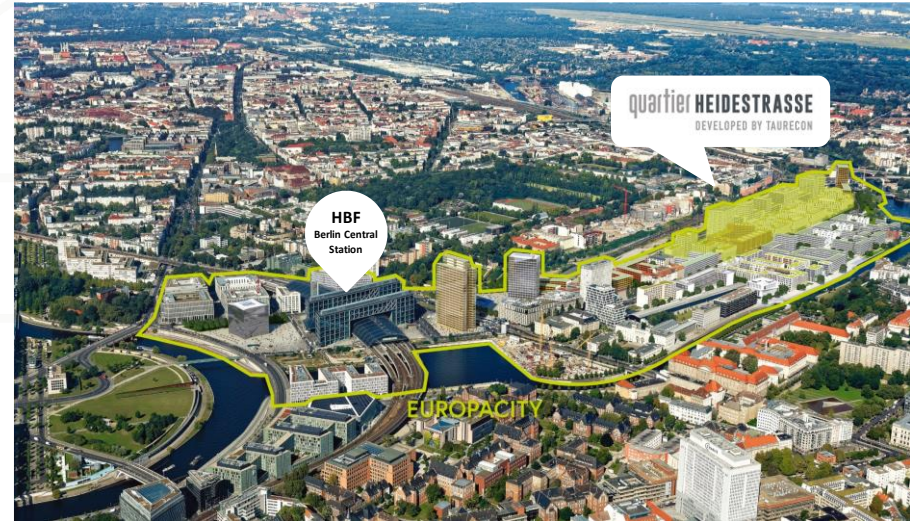 quartier HEIDESTRASSE
DEVELOPED BY TAURECON
HBF
Berlin Central
Station
EUROPACITY